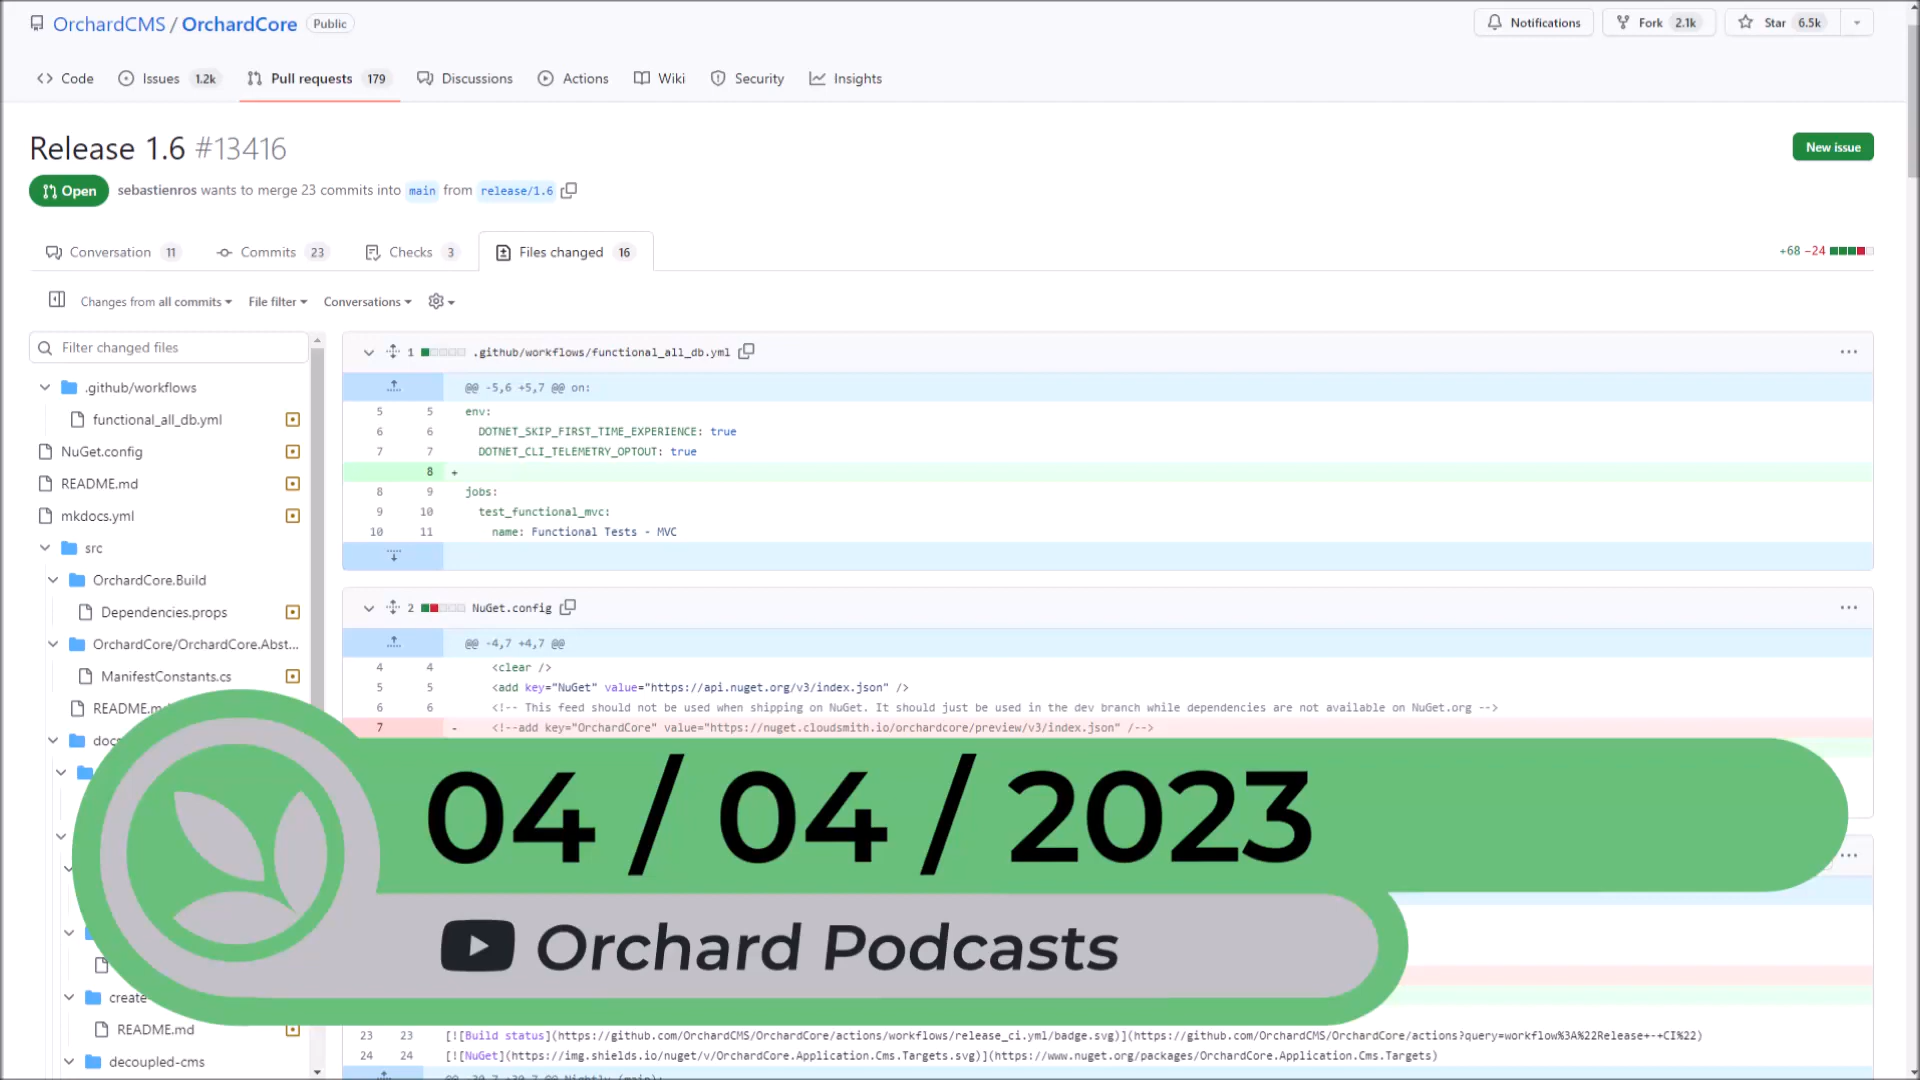 OrchardCMS / OrchardCore Public
Notifications Fork 2.1k Star 6.5k
Code Issues 1.2k Pull requests 179 Discussions Actions Wiki Security Insights
Release 1.6 #13416
New issue
Open sebastienros wants to merge 23 commits into main from release/1.6
Conversation 11 Commits 23 Checks 3 Files changed 16
+68 −24
Changes from all commits File filter Conversations
Filter changed files
.github/workflows
functional_all_db.yml
NuGet.config
README.md
mkdocs.yml
src
OrchardCore.Build
Dependencies.props
OrchardCore/OrchardCore.Abst...
ManifestConstants.cs
README.m
doc
create
README.md
decoupled-cms
1 .github/workflows/functional_all_db.yml
@@ -5,6 +5,7 @@ on:
5 5 env:
6 6 DOTNET_SKIP_FIRST_TIME_EXPERIENCE: true
7 7 DOTNET_CLI_TELEMETRY_OPTOUT: true
8 +
8 9 jobs:
9 10 test_functional_mvc:
10 11 name: Functional Tests - MVC
2 NuGet.config
@@ -4,7 +4,7 @@
4 4 <clear />
5 5 <add key="NuGet" value="https://api.nuget.org/v3/index.json" />
6 6 <!-- This feed should not be used when shipping on NuGet. It should just be used in the dev branch while dependencies are not available on NuGet.org -->
7 - <!--add key="OrchardCore" value="https://nuget.cloudsmith.io/orchardcore/preview/v3/index.json" /-->
04 / 04 / 2023
Orchard Podcasts
23 23 [![Build status](https://github.com/OrchardCMS/OrchardCore/actions/workflows/release_ci.yml/badge.svg)](https://github.com/OrchardCMS/OrchardCore/actions?query=workflow%3A%22Release+-+CI%22)
24 24 [![NuGet](https://img.shields.io/nuget/v/OrchardCore.Application.Cms.Targets.svg)](https://www.nuget.org/packages/OrchardCore.Application.Cms.Targets)